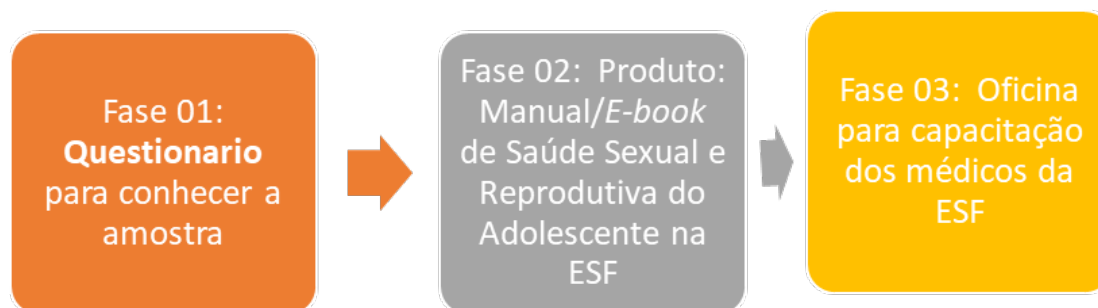 Fase 01:
Questionario
para conhecer a
amostra
Fase 02:  Produto:
Manual/E-book
de Saúde Sexual e
Reprodutiva do
Adolescente na
ESF
Fase 03:  Oficina
para capacitação
dos médicos da
ESF